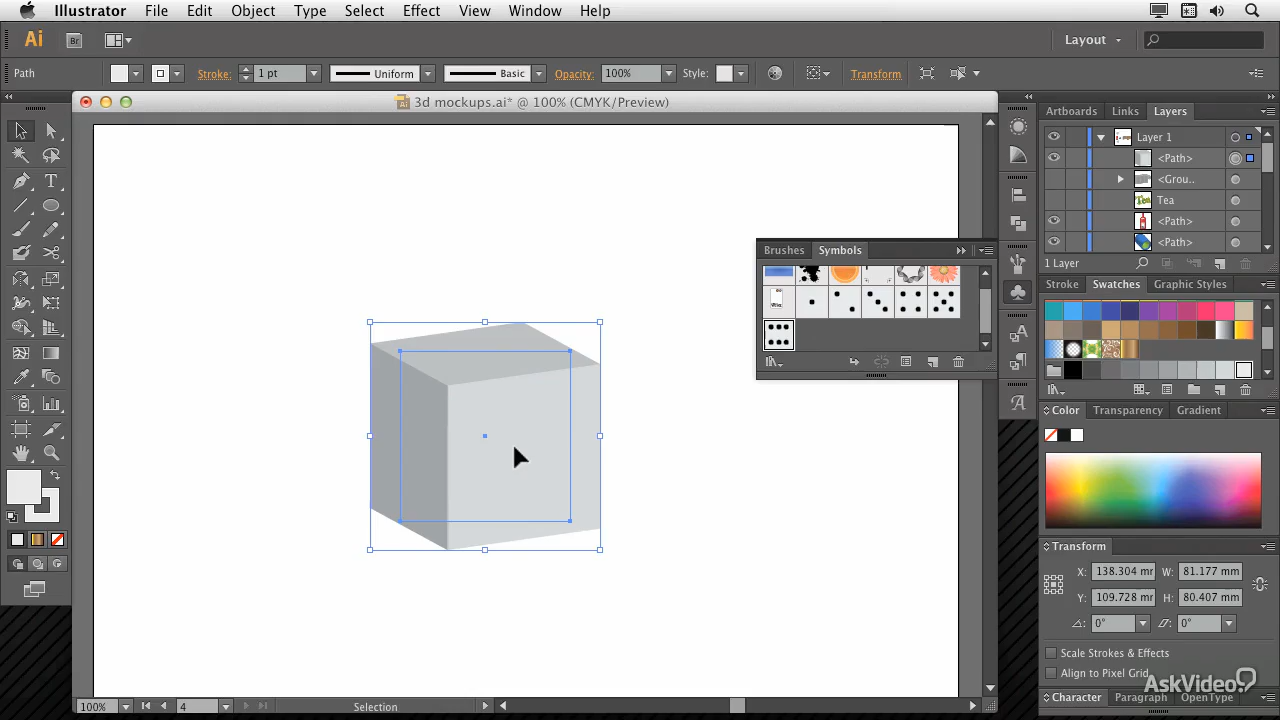 Illustrator File Edit Object Type Select Effect View Window Help
Ai Br Layout
Path Stroke: 1 pt Uniform Basic Opacity: 100% Style: Transform
3d mockups.ai* @ 100% (CMYK/Preview)
Artboards Links Layers
Layer 1
<Path>
<Grou..
Tea
<Path>
<Path>
1 Layer
Brushes Symbols
Stroke Swatches Graphic Styles
Color Transparency Gradient
Transform
X: 138.304 mr W: 81.177 mm
Y: 109.728 mr H: 80.407 mm
0° 0°
Scale Strokes & Effects
Align to Pixel Grid
AskVideo
Character Paragraph OpenType
100% 4 Selection